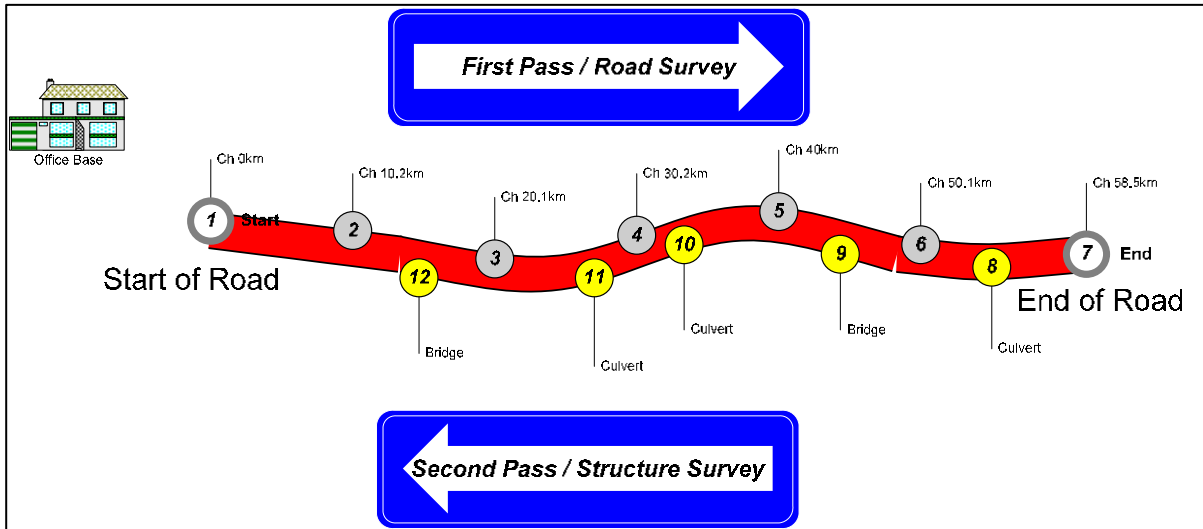 First Pass / Road Survey
Office Base
Ch 0km
Ch 10.2km
Ch 20.1km
Ch 30.2km
Ch 40km
Ch 50.1km
Ch 58.5km
1
Start
2
3
4
5
6
7
End
12
11
10
9
8
Start of Road
End of Road
Bridge
Culvert
Culvert
Bridge
Culvert
Second Pass / Structure Survey